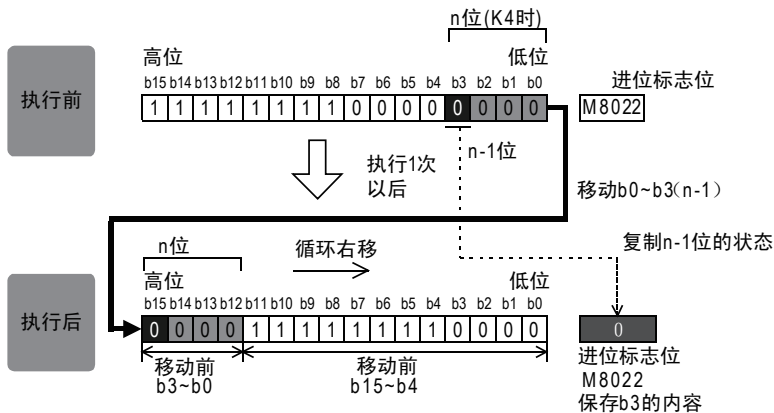 n位(K4时)
高位 低位
b15 b14 b13 b12 b11 b10 b9 b8 b7 b6 b5 b4 b3 b2 b1 b0
进位标志位
执行前
1 1 1 1 1 1 1 1 0 0 0 0 0 0 0 0
M8022
n-1位
执行1次
以后
移动b0~b3(n-1)
n位
循环右移
复制n-1位的状态
高位 低位
b15 b14 b13 b12 b11 b10 b9 b8 b7 b6 b5 b4 b3 b2 b1 b0
执行后
0 0 0 0 1 1 1 1 1 1 1 1 0 0 0 0
0
移动前
b3~b0
移动前
b15~b4
进位标志位
M8022
保存b3的内容